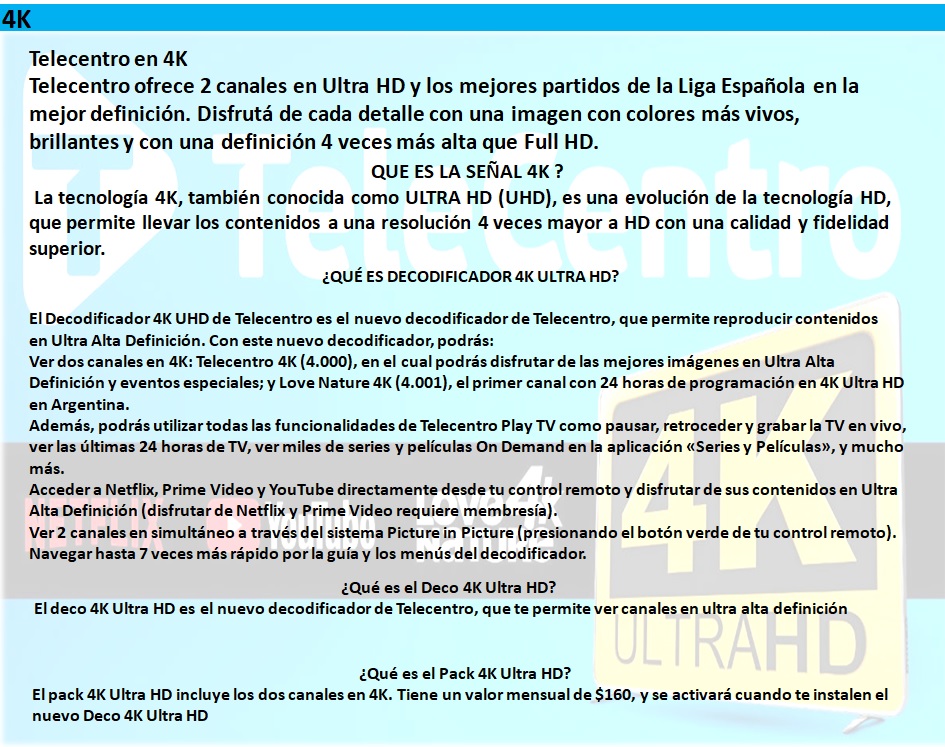 4K
Telecentro en 4K
Telecentro ofrece 2 canales en Ultra HD y los mejores partidos de la Liga Española en la
mejor definición. Disfrutá de cada detalle con una imagen con colores más vivos,
brillantes y con una definición 4 veces más alta que Full HD.
QUE ES LA SEÑAL 4K ?
La tecnología 4K, también conocida como ULTRA HD (UHD), es una evolución de la tecnología HD,
que permite llevar los contenidos a una resolución 4 veces mayor a HD con una calidad y fidelidad
superior.
TeleCentro
¿QUÉ ES DECODIFICADOR 4K ULTRA HD?
El Decodificador 4K UHD de Telecentro es el nuevo decodificador de Telecentro, que permite reproducir contenidos
en Ultra Alta Definición. Con este nuevo decodificador, podrás:
Ver dos canales en 4K: Telecentro 4K (4.000), en el cual podrás disfrutar de las mejores imágenes en Ultra Alta
Definición y eventos especiales; y Love Nature 4K (4.001), el primer canal con 24 horas de programación en 4K Ultra HD
en Argentina.
Además, podrás utilizar todas las funcionalidades de Telecentro Play TV como pausar, retroceder y grabar la TV en vivo,
ver las últimas 24 horas de TV, ver miles de series y películas On Demand en la aplicación «Series y Películas», y mucho
más.
Acceder a Netflix, Prime Video y YouTube directamente desde tu control remoto y disfrutar de sus contenidos en Ultra
Alta Definición (disfrutar de Netflix y Prime Video requiere membresía).
Ver 2 canales en simultáneo a través del sistema Picture in Picture (presionando el botón verde de tu control remoto).
Navegar hasta 7 veces más rápido por la guía y los menús del decodificador.
NETFLIX
YouTube
Love 4K
NATURE
4K
ULTRAHD
¿Qué es el Deco 4K Ultra HD?
El deco 4K Ultra HD es el nuevo decodificador de Telecentro, que te permite ver canales en ultra alta definición
¿Qué es el Pack 4K Ultra HD?
El pack 4K Ultra HD incluye los dos canales en 4K. Tiene un valor mensual de $160, y se activará cuando te instalen el
nuevo Deco 4K Ultra HD